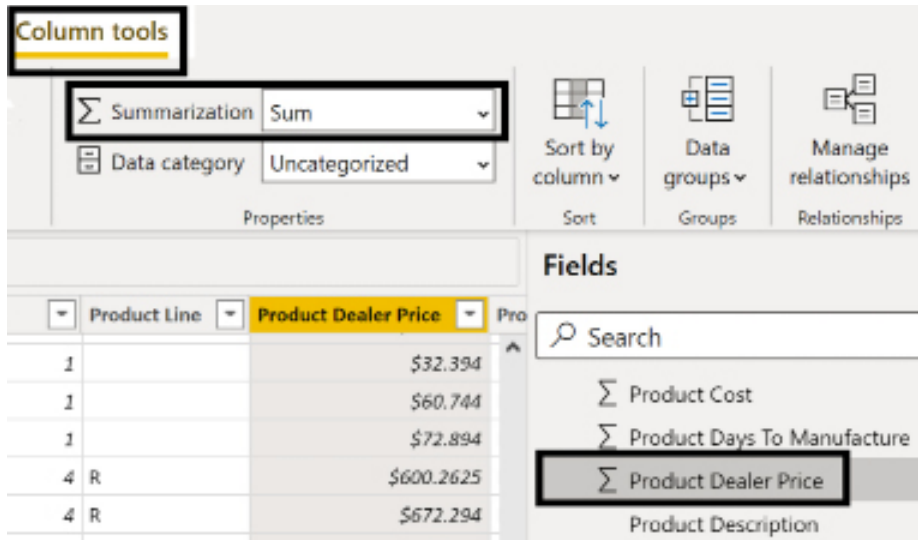 Column tools
Summarization Sum
Data category Uncategorized
Properties
Sort by
column
Sort
Data
groups
Groups
Manage
relationships
Relationships
Fields
Search
Product Line Product Dealer Price Pro
1 $32.394
1 $60.744
1 $72.894
4 R $600.2625
4 R $672.294
Product Cost
Product Days To Manufacture
Product Dealer Price
Product Description